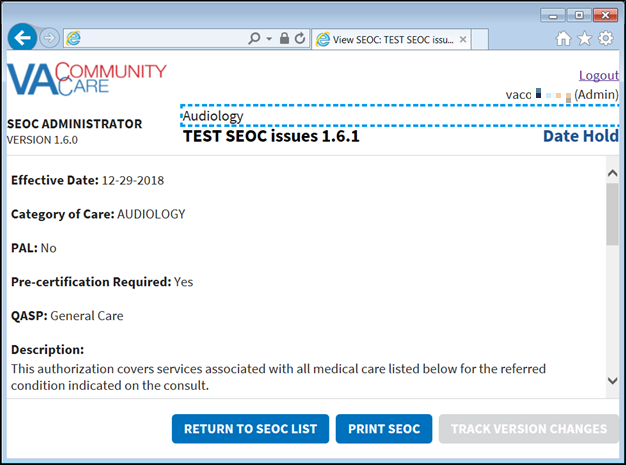 View SEOC: TEST SEOC issu...
VACOMMUNITY
CARE
Logout
vaco (Admin)
Audiology
SEOC ADMINISTRATOR
TEST SEOC issues 1.6.1
Date Hold
VERSION 1.6.0
Effective Date: 12-29-2018
Category of Care: AUDIOLOGY
PAL: No
Pre-certification Required: Yes
QASP: General Care
Description:
This authorization covers services associated with all medical care listed below for the referred
condition indicated on the consult.
RETURN TO SEOC LIST
PRINT SEOC
TRACK VERSION CHANGES